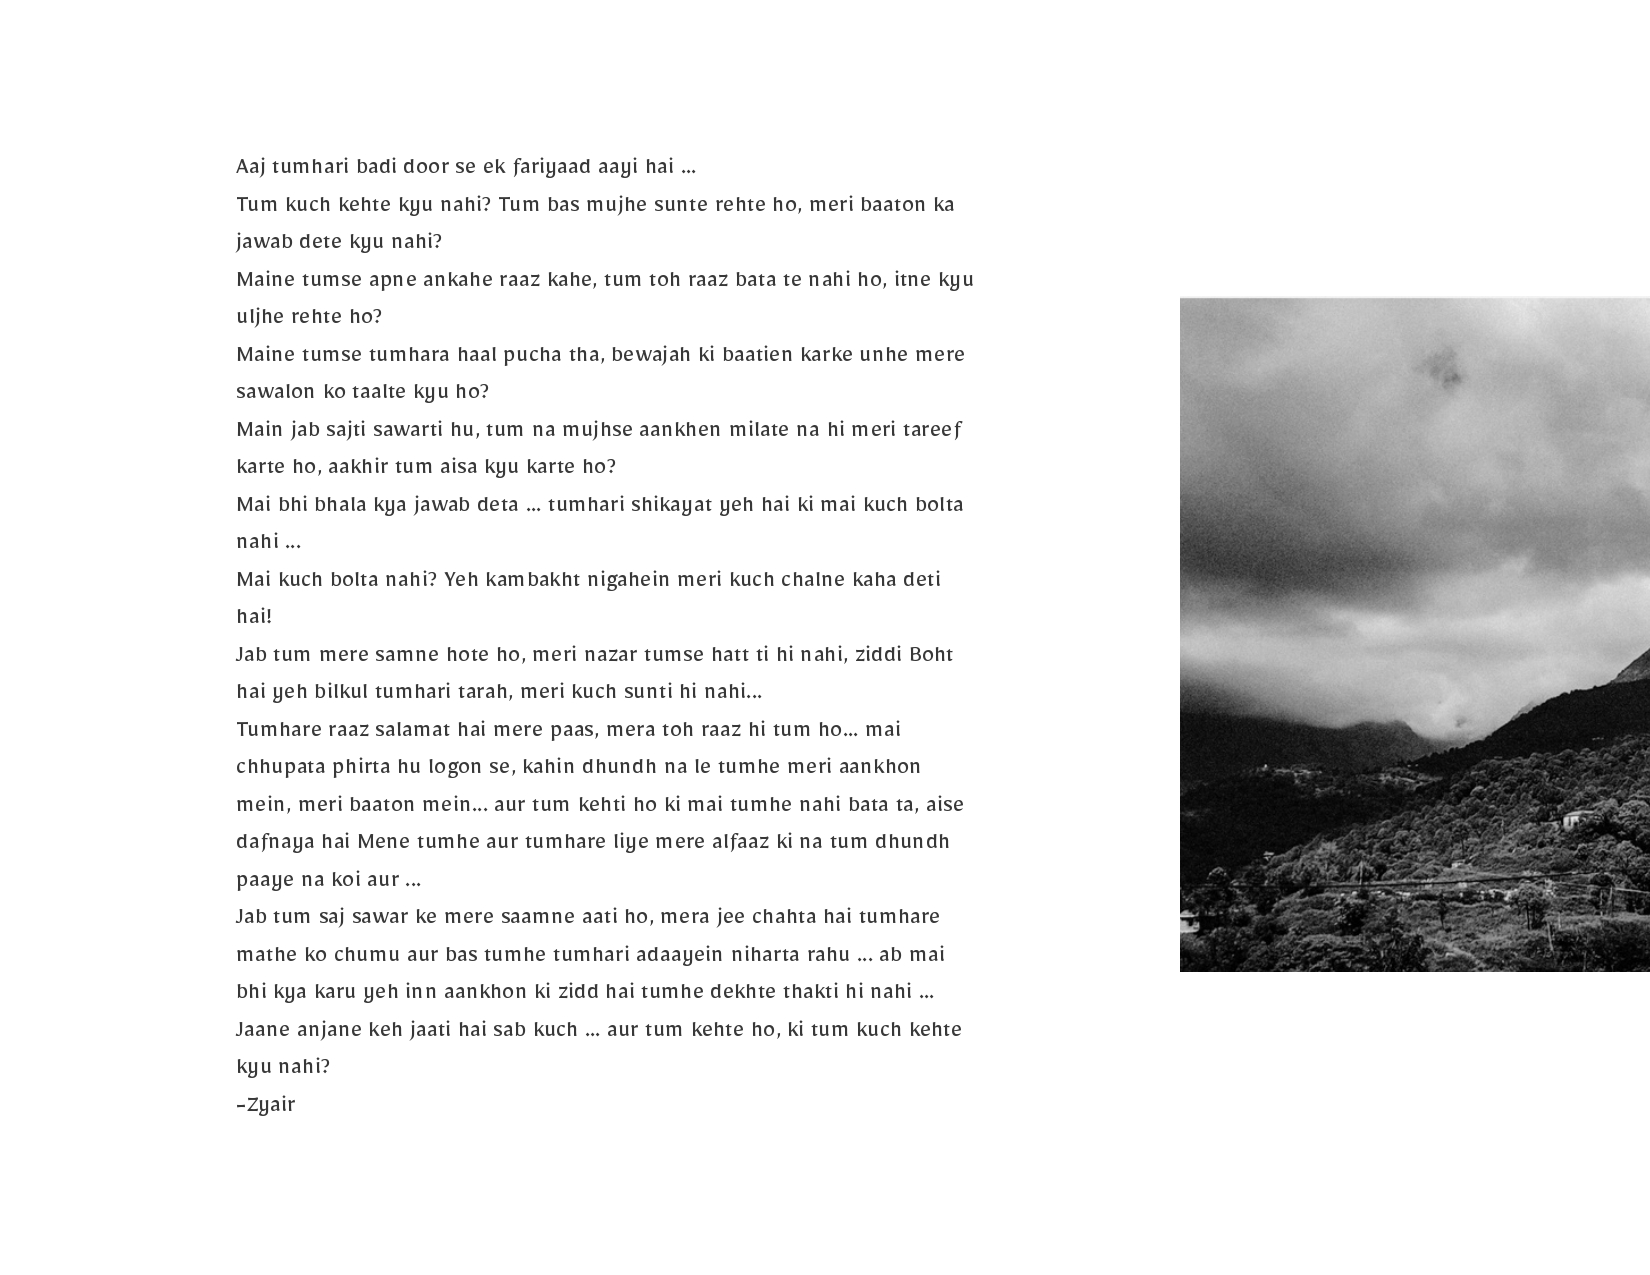 Aaj tumhari badi door se ek fariyaad aayi hai ...
Tum kuch kehte kyu nahi? Tum bas mujhe sunte rehte ho, meri baaton ka
jawab dete kyu nahi?
Maine tumse apne ankahe raaz kahe, tum toh raaz bata te nahi ho, itne kyu
uljhe rehte ho?
Maine tumse tumhara haal pucha tha, bewajah ki baatien karke unhe mere
sawalon ko taalte kyu ho?
Main jab sajti sawarti hu, tum na mujhse aankhen milate na hi meri tareef
karte ho, aakhir tum aisa kyu karte ho?
Mai bhi bhala kya jawab deta ... tumhari shikayat yeh hai ki mai kuch bolta
nahi ...
Mai kuch bolta nahi? Yeh kambakht nigahein meri kuch chalne kaha deti
hai!
Jab tum mere samne hote ho, meri nazar tumse hatt ti hi nahi, ziddi Boht
hai yeh bilkul tumhari tarah, meri kuch sunti hi nahi...
Tumhare raaz salamat hai mere paas, mera toh raaz hi tum ho... mai
chhupata phirta hu logon se, kahin dhundh na le tumhe meri aankhon
mein, meri baaton mein... aur tum kehti ho ki mai tumhe nahi bata ta, aise
dafnaya hai Mene tumhe aur tumhare liye mere alfaaz ki na tum dhundh
paaye na koi aur ...
Jab tum saj sawar ke mere saamne aati ho, mera jee chahta hai tumhare
mathe ko chumu aur bas tumhe tumhari adaayein niharta rahu ... ab mai
bhi kya karu yeh inn aankhon ki zidd hai tumhe dekhte thakti hi nahi ...
Jaane anjane keh jaati hai sab kuch ... aur tum kehte ho, ki tum kuch kehte
kyu nahi?
-Zyair